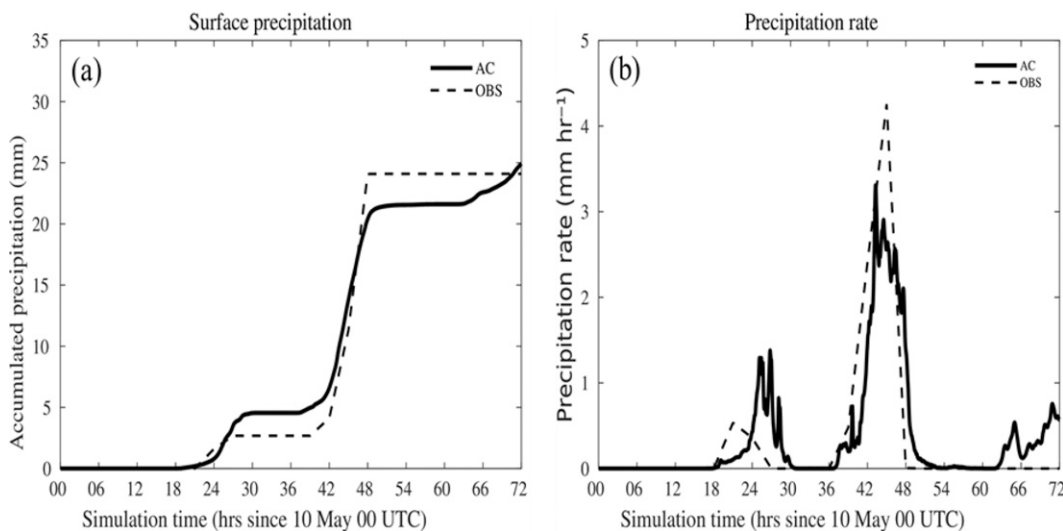 Surface precipitation
35
30
25
20
15
10
5
0
Accumulated precipitation (mm)
(a)
AC
OBS
00 06 12 18 24 30 36 42 48 54 60 66 72
Simulation time (hrs since 10 May 00 UTC)
Precipitation rate
5
4
3
2
1
0
Precipitation rate (mm hr⁻¹)
(b)
AC
OBS
00 06 12 18 24 30 36 42 48 54 60 66 72
Simulation time (hrs since 10 May 00 UTC)